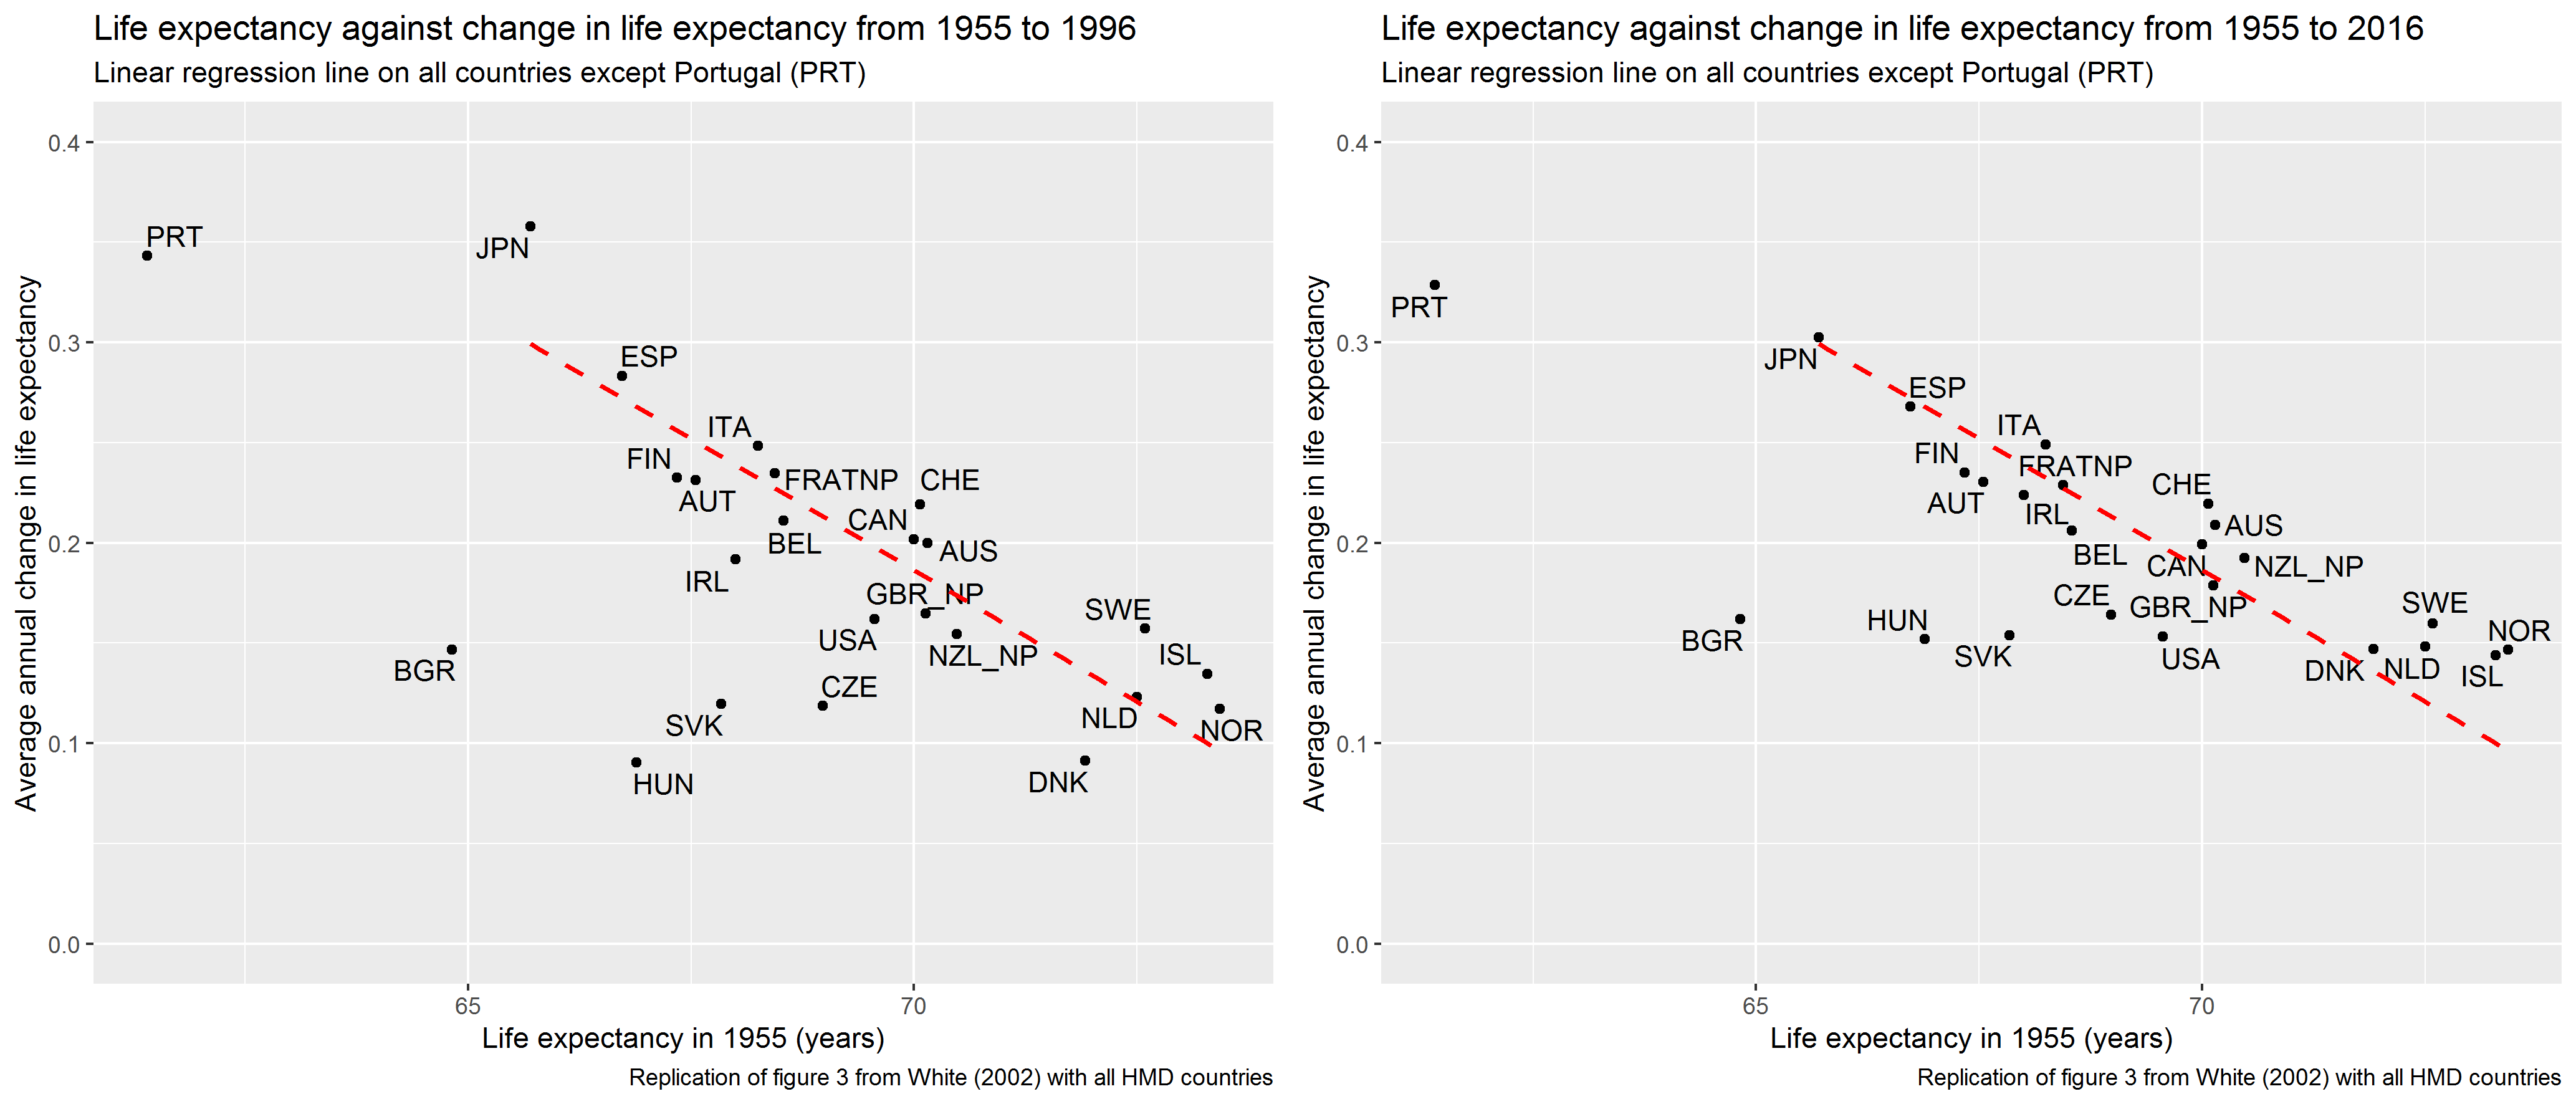 Life expectancy against change in life expectancy from 1955 to 1996
Linear regression line on all countries except Portugal (PRT)
Average annual change in life expectancy
0.4
0.3
0.2
0.1
0.0
PRT
JPN
ESP
ITA
FIN
FRATNP
CHE
AUT
CAN
BEL
AUS
IRL
GBR_NP
SWE
USA
NZL_NP
ISL
BGR
CZE
SVK
NLD
NOR
HUN
DNK
65
70
Life expectancy in 1955 (years)
Replication of figure 3 from White (2002) with all HMD countries
Life expectancy against change in life expectancy from 1955 to 2016
Linear regression line on all countries except Portugal (PRT)
Average annual change in life expectancy
0.4
0.3
0.2
0.1
0.0
PRT
JPN
ESP
ITA
FIN
FRATNP
CHE
AUT
IRL
AUS
BEL
CAN
NZL_NP
CZE
GBR_NP
SWE
HUN
NOR
BGR
SVK
USA
DNK
NLD
ISL
65
70
Life expectancy in 1955 (years)
Replication of figure 3 from White (2002) with all HMD countries